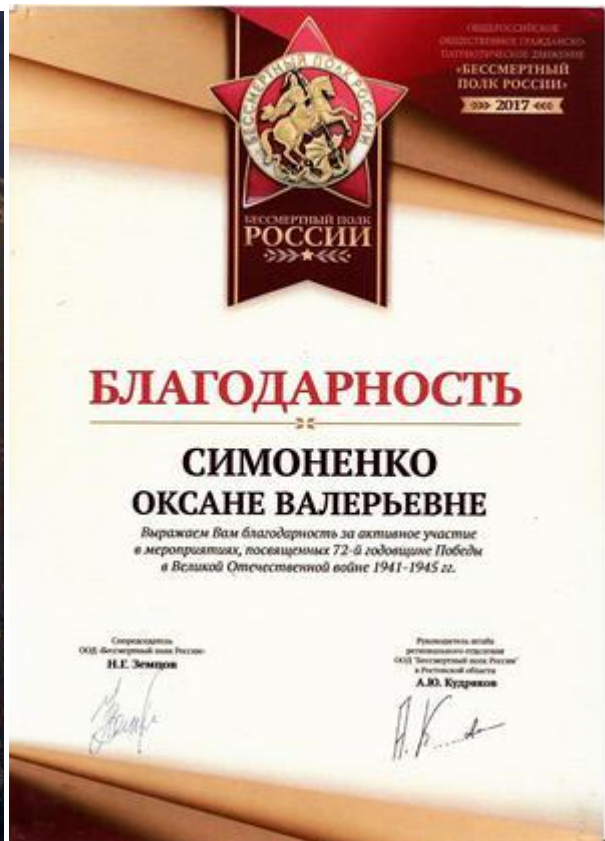 ОБЩЕРОССИЙСКОЕ
ОБЩЕСТВЕННОЕ ГРАЖДАНСКО-
ПАТРИОТИЧЕСКОЕ ДВИЖЕНИЕ
«БЕССМЕРТНЫЙ
ПОЛК РОССИИ»
2017
БЕССМЕРТНЫЙ ПОЛК РОССИИ
БЕССМЕРТНЫЙ ПОЛК
РОССИИ
БЛАГОДАРНОСТЬ
СИМОНЕНКО
ОКСАНЕ ВАЛЕРЬЕВНЕ
Выражаем Вам благодарность за активное участие
в мероприятиях, посвященных 72-й годовщине Победы
в Великой Отечественной войне 1941-1945 гг.
Сопредседатель
ООД «Бессмертный полк России»
Н.Г. Земцов
Руководитель штаба
регионального отделения
ООД "Бессмертный полк России"
в Ростовской области
А.Ю. Кудряков